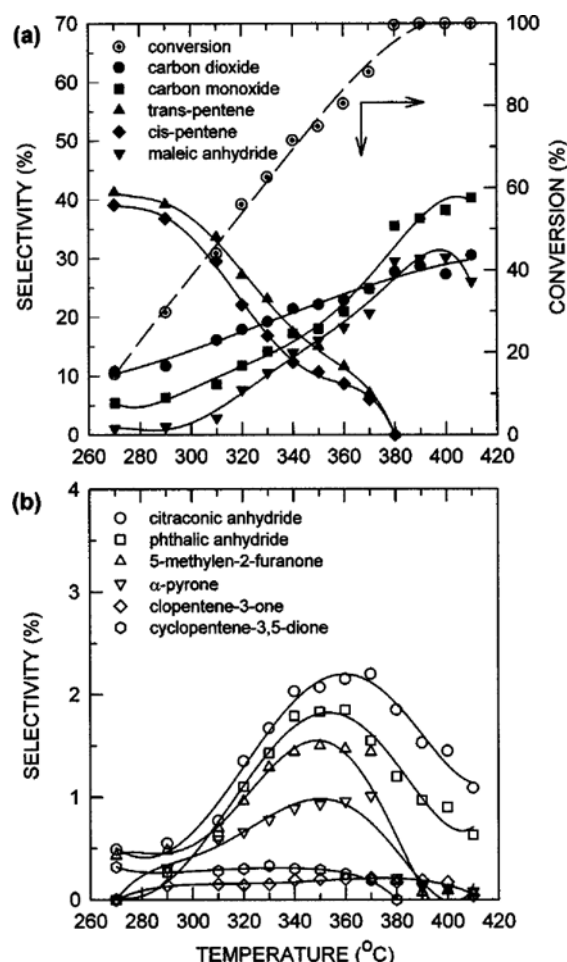 (a)
70
60
50
40
30
20
10
0
SELECTIVITY (%)
conversion
carbon dioxide
carbon monoxide
trans-pentene
cis-pentene
maleic anhydride
100
80
60
40
20
0
CONVERSION (%)
260 280 300 320 340 360 380 400 420
(b)
4
3
2
1
0
SELECTIVITY (%)
citraconic anhydride
phthalic anhydride
5-methylen-2-furanone
α-pyrone
clopentene-3-one
cyclopentene-3,5-dione
260 280 300 320 340 360 380 400 420
TEMPERATURE (°C)